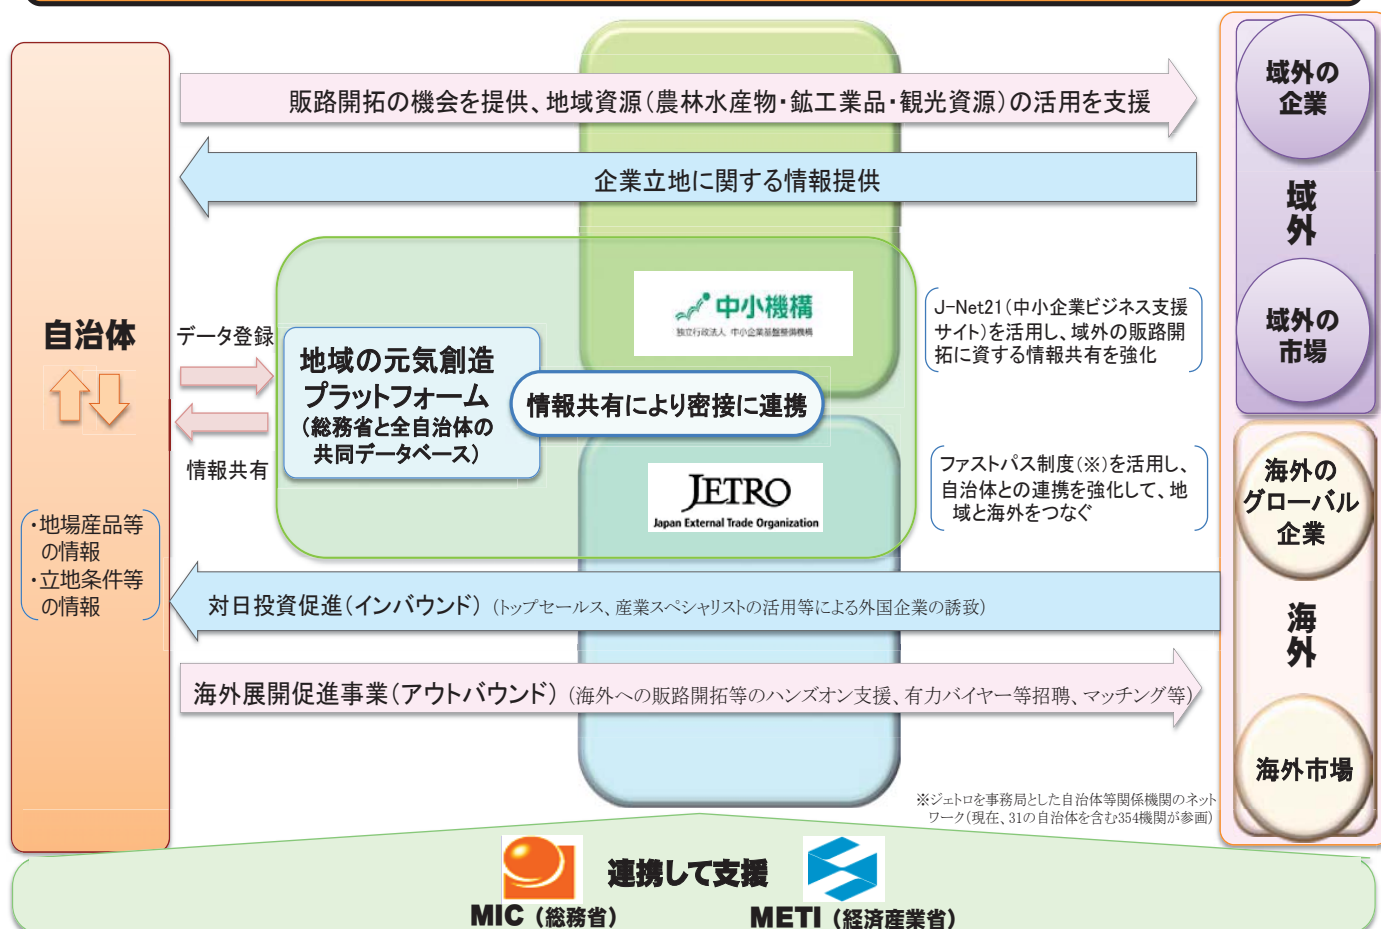 販路開拓の機会を提供、地域資源（農林水産物・鉱工業品・観光資源）の活用を支援
企業立地に関する情報提供
域外の
企業
域
外
域外の
市場
自治体
データ登録
情報共有
・地場産品等
の情報
・立地条件等
の情報
地域の元気創造
プラットフォーム
（総務省と全自治体の
共同データベース）
情報共有により密接に連携
中小機構
独立行政法人 中小企業基盤整備機構
J-Net21（中小企業ビジネス支援
サイト）を活用し、域外の販路開
拓に資する情報共有を強化
JETRO
Japan External Trade Organization
ファストパス制度（※）を活用し、
自治体との連携を強化して、地
域と海外をつなぐ
海外の
グローバル
企業
海
外
海外市場
対日投資促進（インバウンド） （トップセールス、産業スペシャリストの活用等による外国企業の誘致）
海外展開促進事業（アウトバウンド） （海外への販路開拓等のハンズオン支援、有力バイヤー等招聘、マッチング等）
※ジェトロを事務局とした自治体等関係機関のネット
ワーク（現在、31の自治体を含む354機関が参画）
連携して支援
MIC （総務省）
METI （経済産業省）